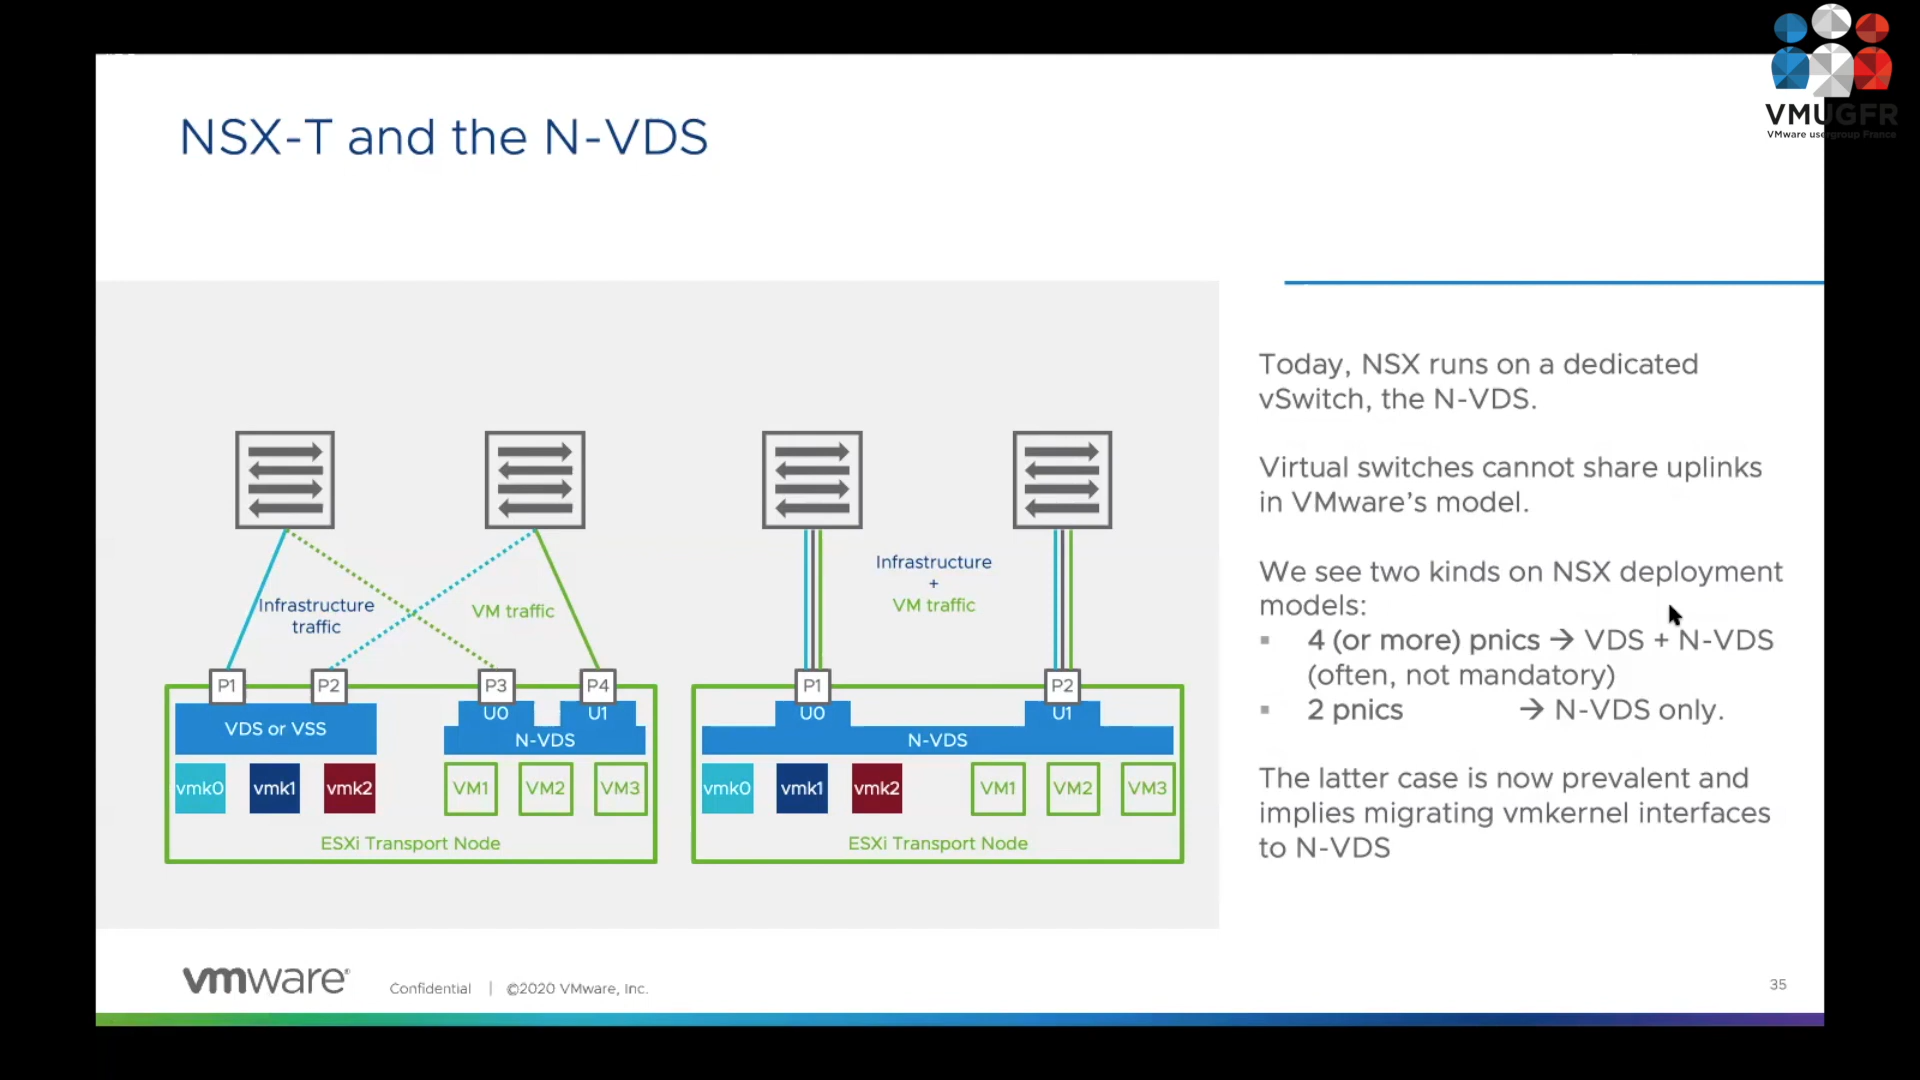 VMUGFR
VMware usergroup France
NSX-T and the N-VDS
Infrastructure
traffic
VM traffic
P1
P2
P3
P4
VDS or VSS
U0
U1
N-VDS
vmk0
vmk1
vmk2
VM1
VM2
VM3
ESXi Transport Node
Infrastructure
+
VM traffic
P1
P2
U0
U1
N-VDS
vmk0
vmk1
vmk2
VM1
VM2
VM3
ESXi Transport Node
Today, NSX runs on a dedicated
vSwitch, the N-VDS.
Virtual switches cannot share uplinks
in VMware’s model.
We see two kinds on NSX deployment
models:
▪ 4 (or more) pnics → VDS + N-VDS
(often, not mandatory)
▪ 2 pnics → N-VDS only.
The latter case is now prevalent and
implies migrating vmkernel interfaces
to N-VDS
vmware®
Confidential | ©2020 VMware, Inc.
35